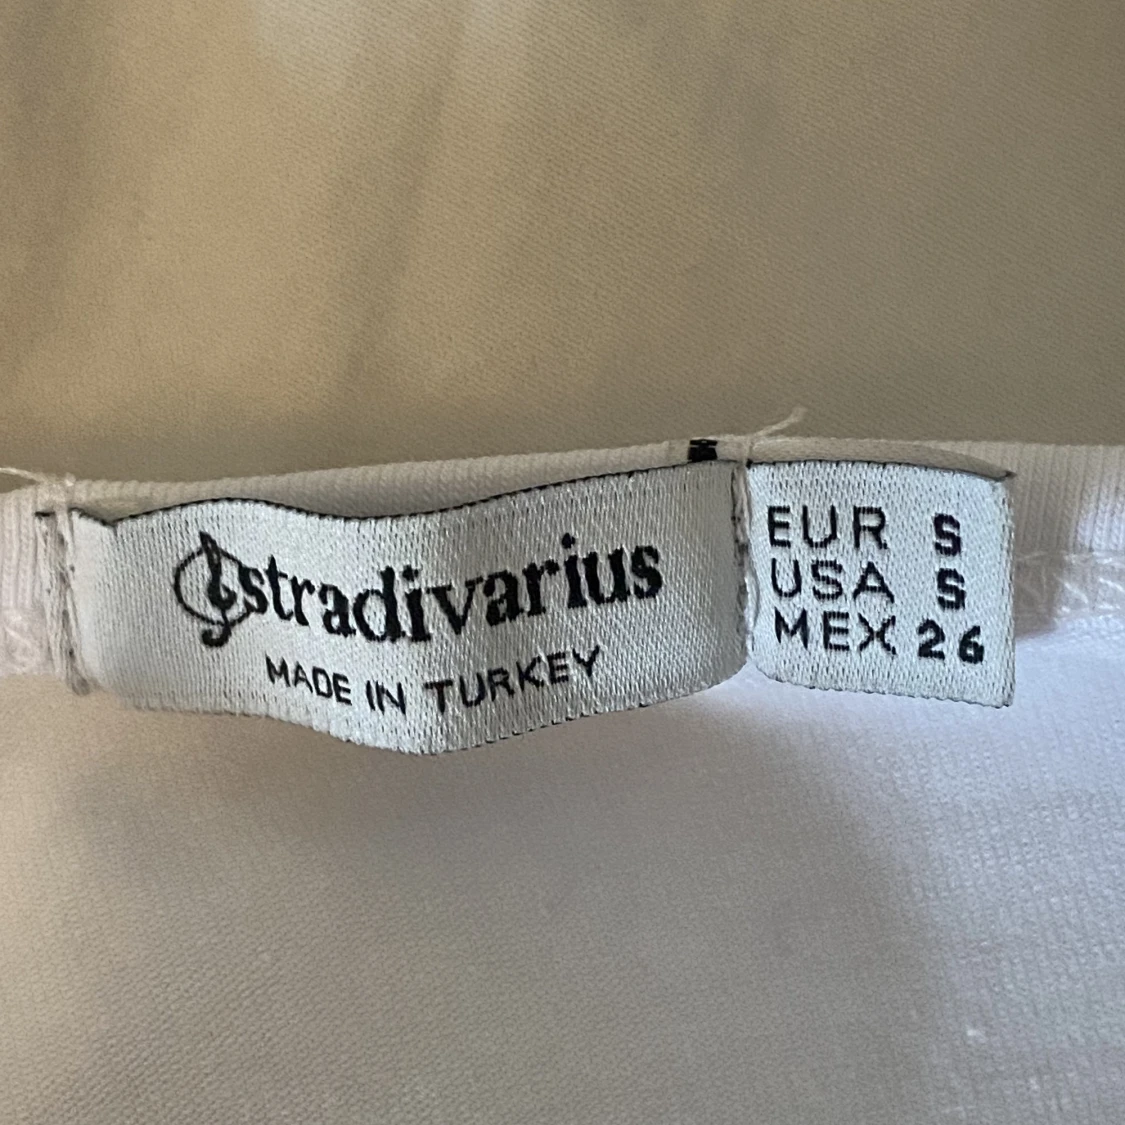 stradivarius
MADE IN TURKEY
EUR S
USA S
MEX 26